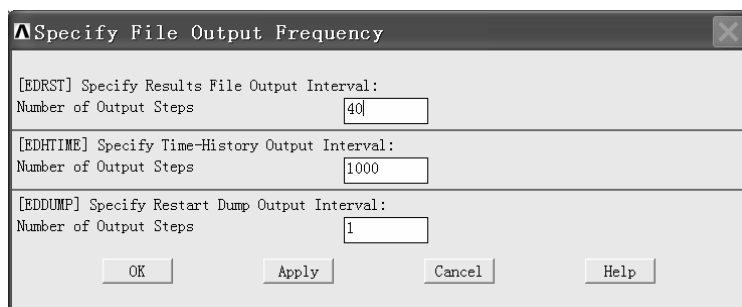 Specify File Output Frequency
[EDRST] Specify Results File Output Interval:
Number of Output Steps 40
[EDHTIME] Specify Time-History Output Interval:
Number of Output Steps 1000
[EDDUMP] Specify Restart Dump Output Interval:
Number of Output Steps 1
OK Apply Cancel Help